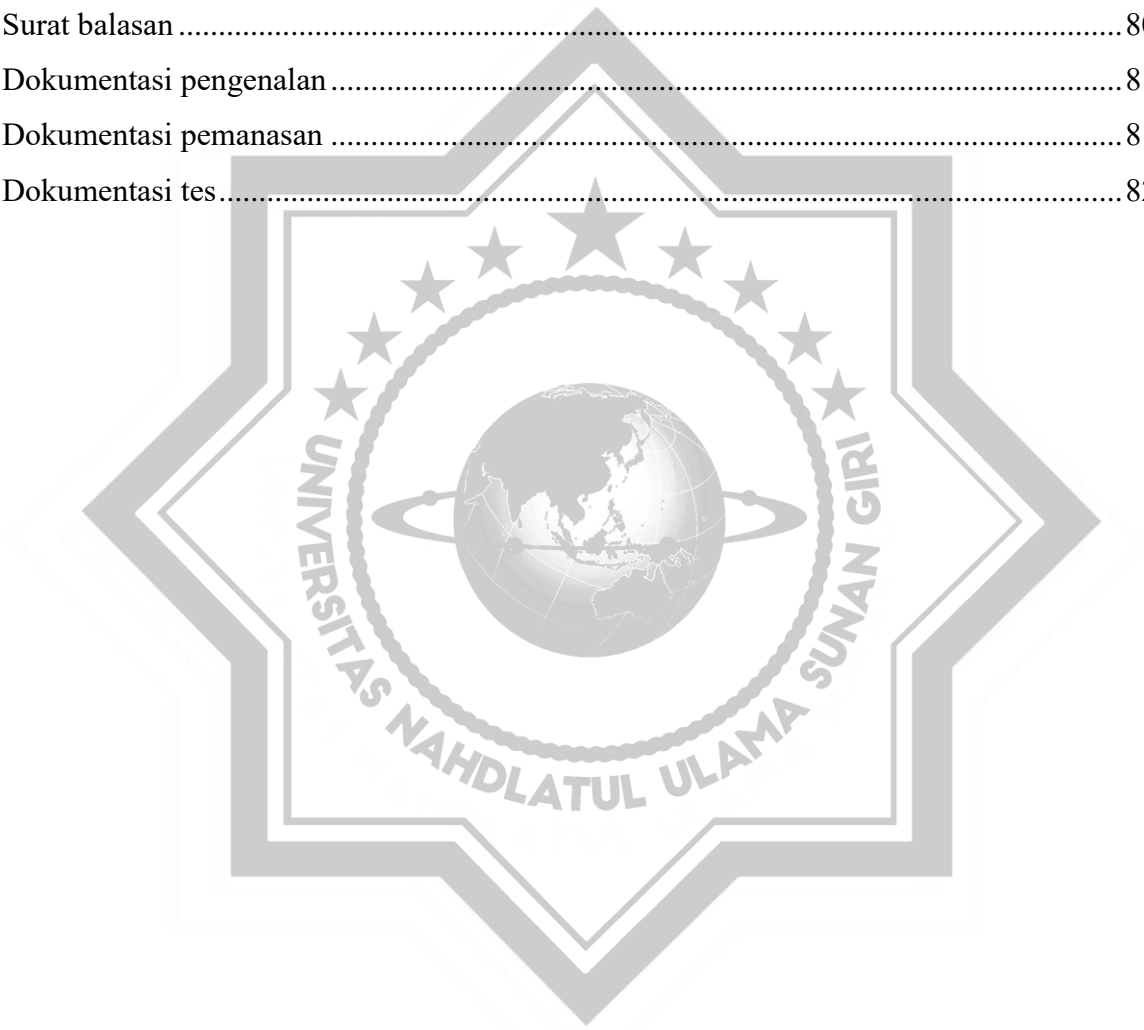 Surat balasan ........................................................................................................................ 8
Dokumentasi pengenalan ..................................................................................................... 8
Dokumentasi pemanasan ..................................................................................................... 8
Dokumentasi tes ................................................................................................................... 8
UNIVERSITAS NAHDLATUL ULAMA SUNAN GIRI